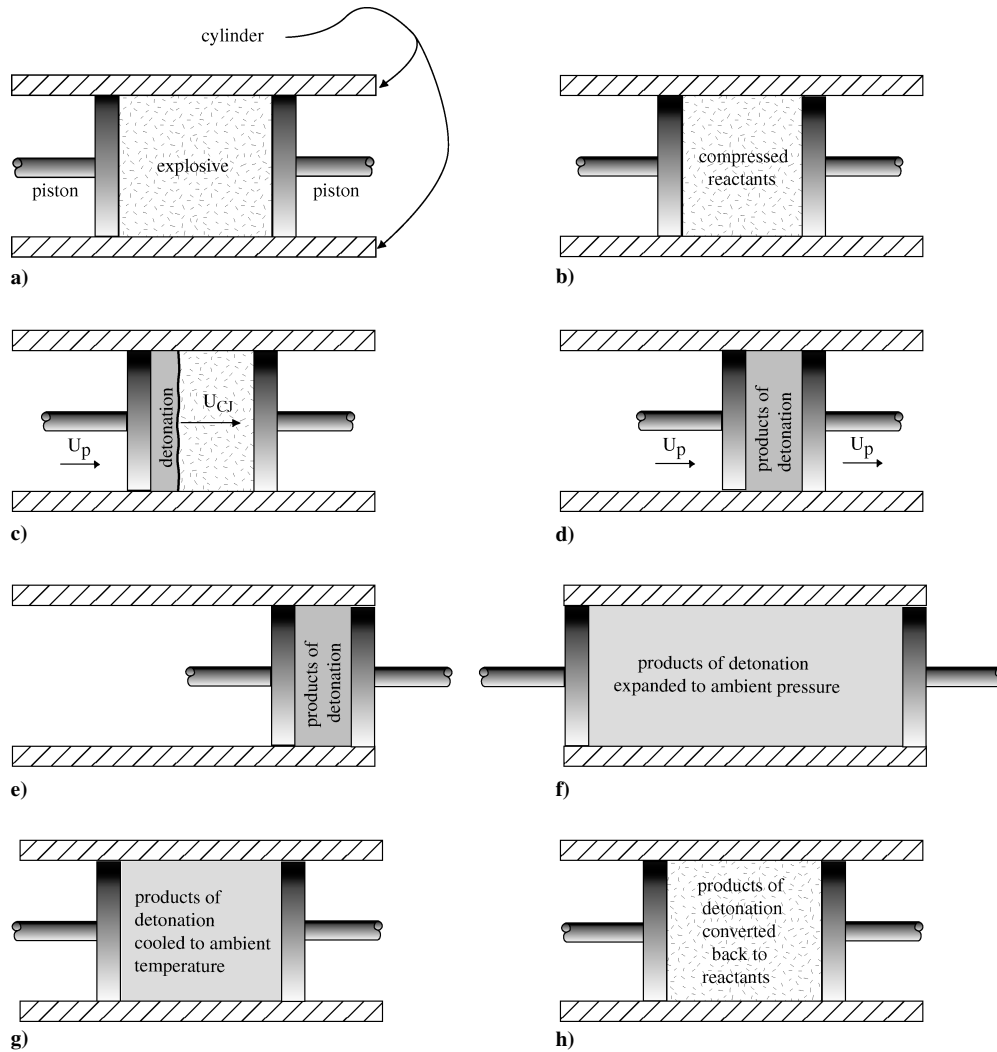 cylinder
explosive
piston
piston
a)
compressed
reactants
b)
detonation
U_CJ
U_p
c)
products of
detonation
U_p
U_p
d)
products of
detonation
e)
products of detonation
expanded to ambient pressure
f)
products of
detonation
cooled to ambient
temperature
g)
products of
detonation
converted
back to
reactants
h)